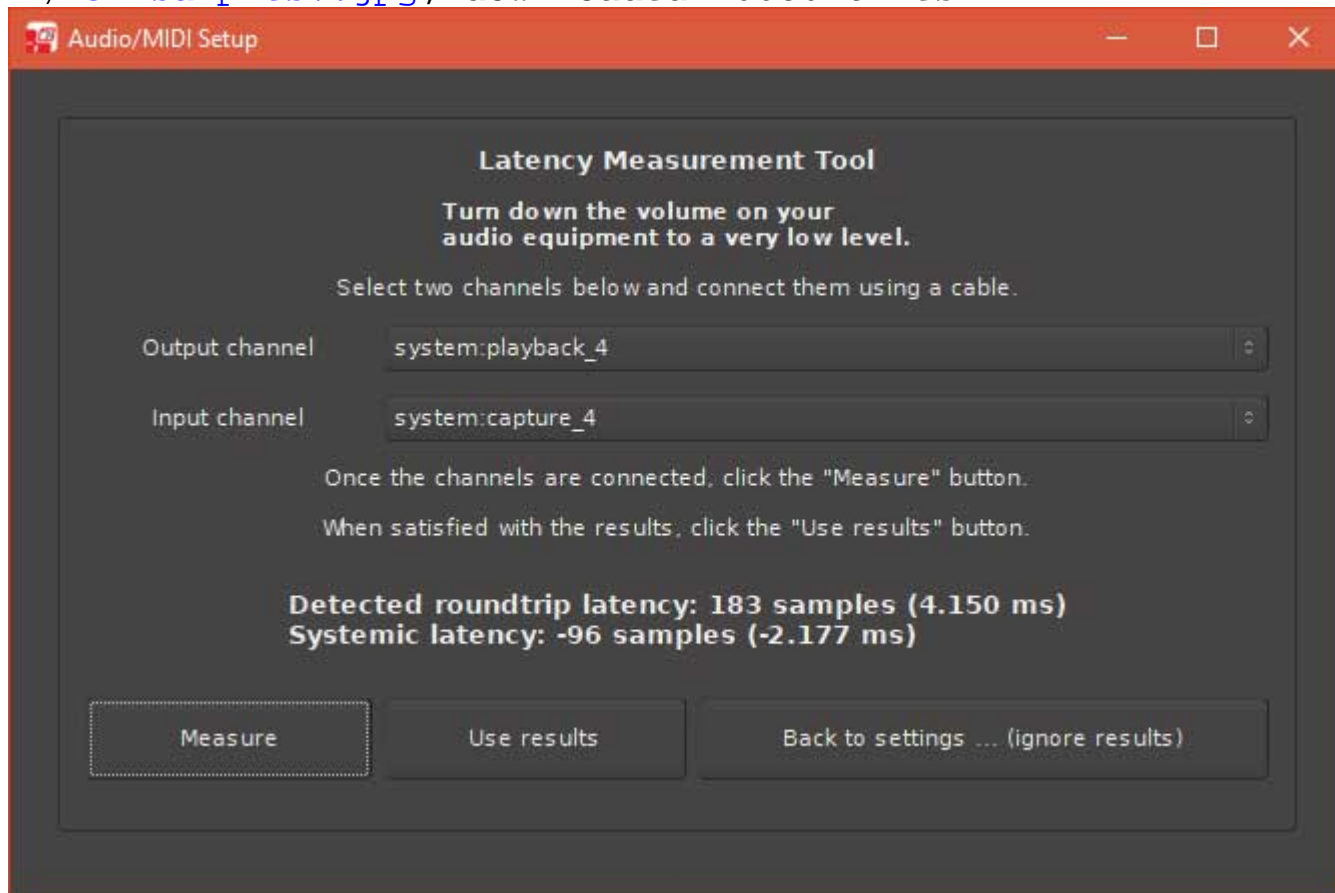 Audio/MIDI Setup
Latency Measurement Tool
Turn down the volume on your
audio equipment to a very low level.
Select two channels below and connect them using a cable.
Output channel system:playback_4
Input channel system:capture_4
Once the channels are connected, click the "Measure" button.
When satisfied with the results, click the "Use results" button.
Detected roundtrip latency: 183 samples (4.150 ms)
Systemic latency: -96 samples (-2.177 ms)
Measure Use results Back to settings ... (ignore results)